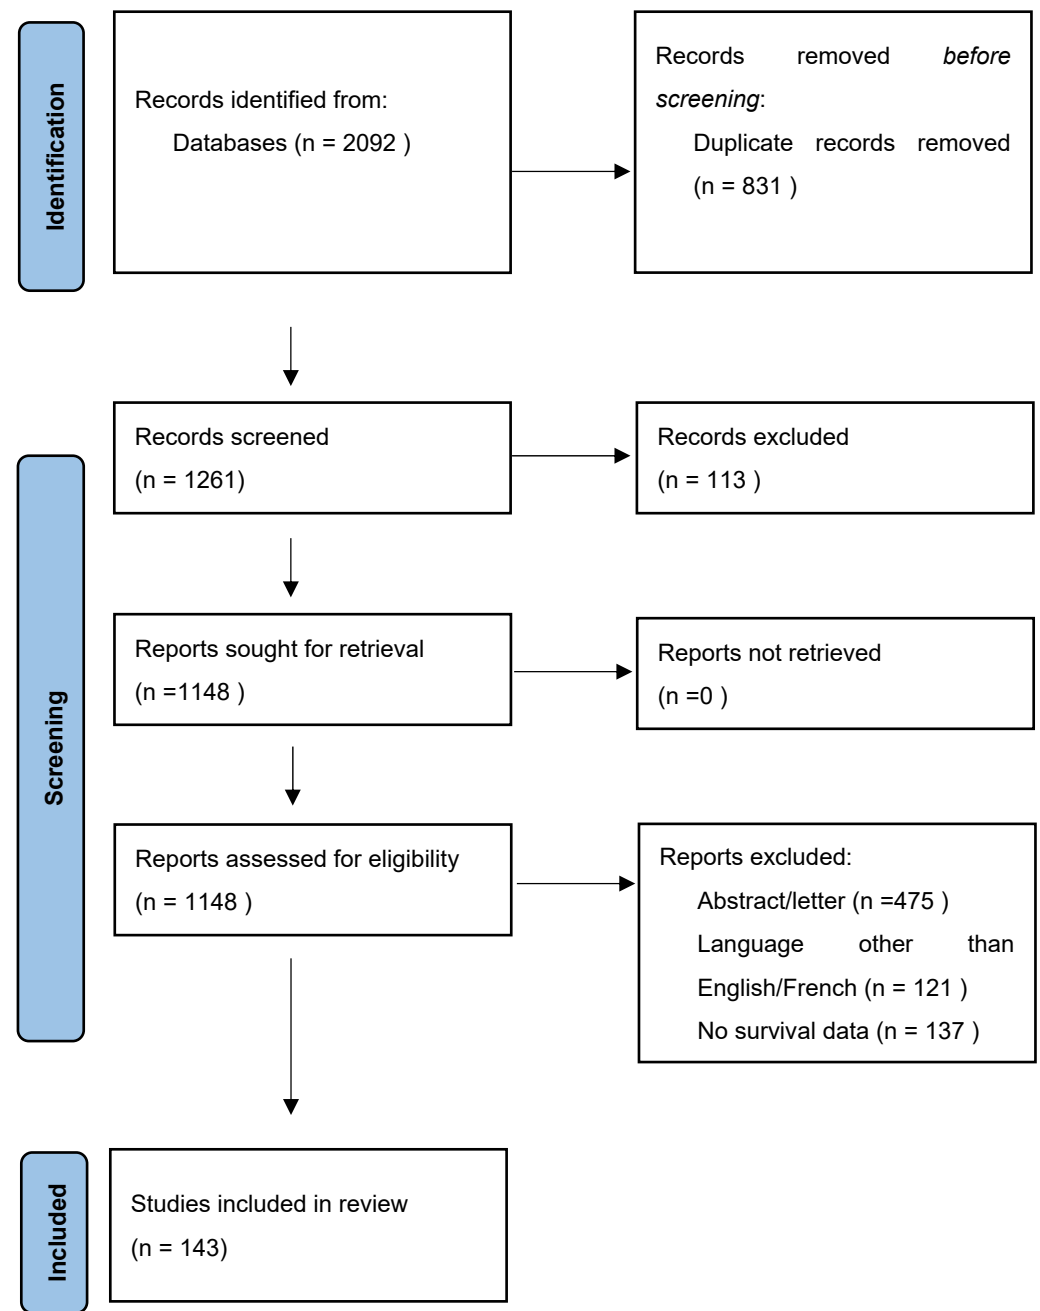 Identification
Records identified from:
Databases (n = 2092 )
Records removed before
screening:
Duplicate records removed
(n = 831 )
Screening
Records screened
(n = 1261)
Records excluded
(n = 113 )
Reports sought for retrieval
(n =1148 )
Reports not retrieved
(n =0 )
Reports assessed for eligibility
(n = 1148 )
Reports excluded:
Abstract/letter (n =475 )
Language other than
English/French (n = 121 )
No survival data (n = 137 )
Included
Studies included in review
(n = 143)